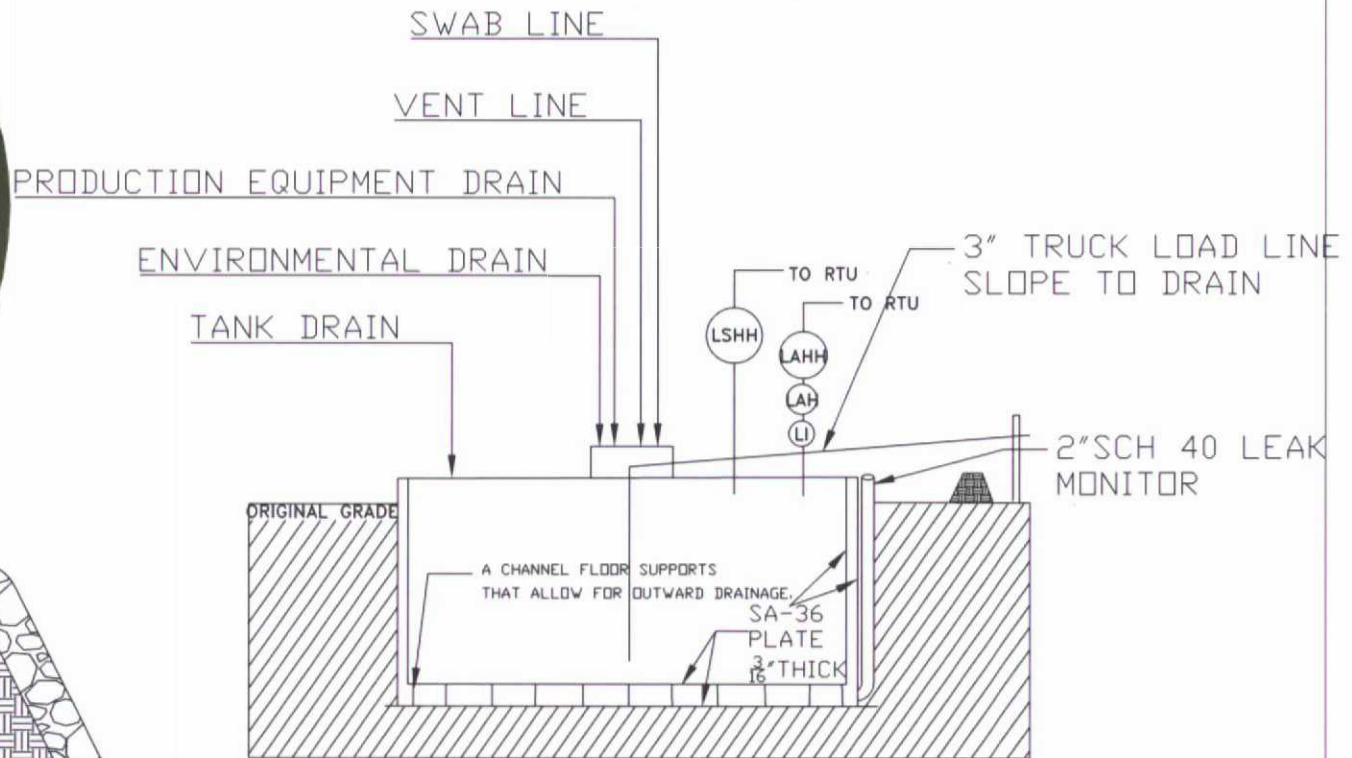 SWAB LINE
VENT LINE
PRODUCTION EQUIPMENT DRAIN
ENVIRONMENTAL DRAIN
TANK DRAIN
3" TRUCK LOAD LINE
SLOPE TO DRAIN
TO RTU
TO RTU
LSHH
LAHH
LAH
LI
2"SCH 40 LEAK
MONITOR
ORIGINAL GRADE
A CHANNEL FLOOR SUPPORTS
THAT ALLOW FOR OUTWARD DRAINAGE.
SA-36
PLATE
3/16"THICK